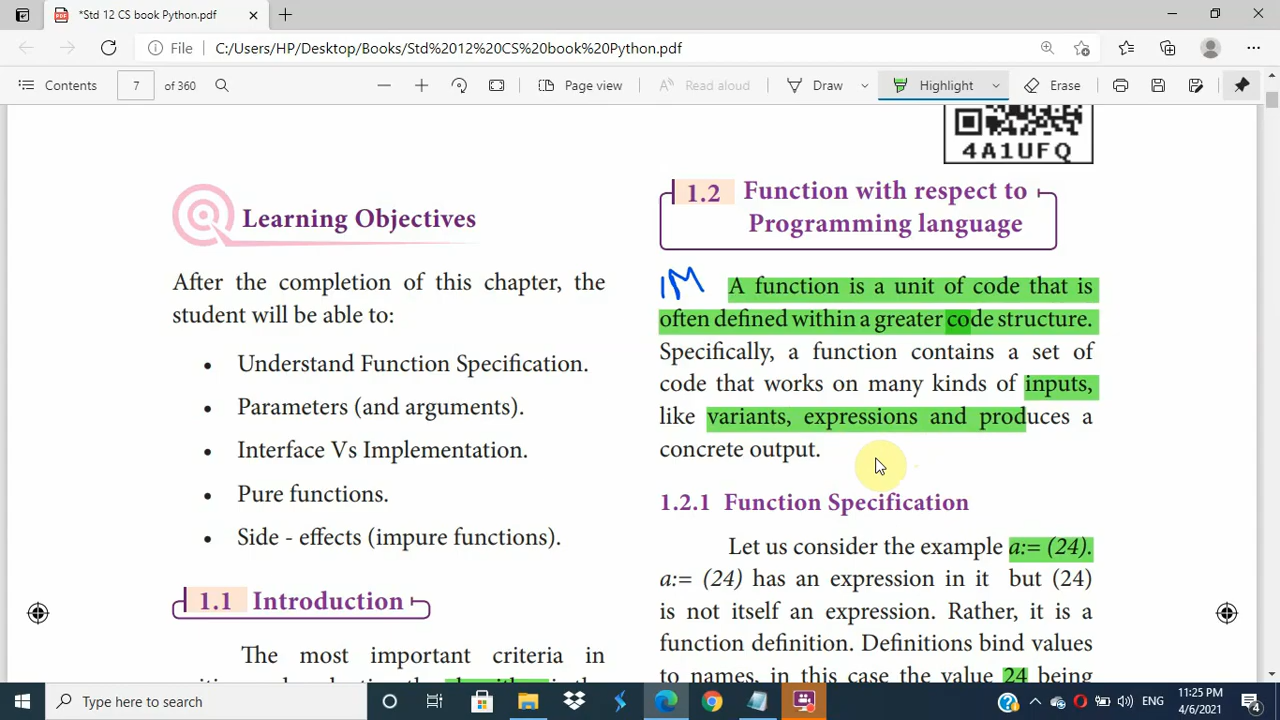 *Std 12 CS book Python.pdf
File
C:/Users/HP/Desktop/Books/Std%2012%20CS%20book%20Python.pdf
Contents
7
of 360
Page view
Read aloud
Draw
Highlight
Erase
4A1UFQ
Learning Objectives
After the completion of this chapter, the
student will be able to:
• Understand Function Specification.
• Parameters (and arguments).
• Interface Vs Implementation.
• Pure functions.
• Side - effects (impure functions).
1.1 Introduction
The most important criteria in
1.2 Function with respect to
Programming language
1M A function is a unit of code that is
often defined within a greater code structure.
Specifically, a function contains a set of
code that works on many kinds of inputs,
like variants, expressions and produces a
concrete output.
1.2.1 Function Specification
Let us consider the example a:= (24).
a:= (24) has an expression in it but (24)
is not itself an expression. Rather, it is a
function definition. Definitions bind values
to names, in this case the value 24 being
Type here to search
ENG
11:25 PM
4/6/2021
4